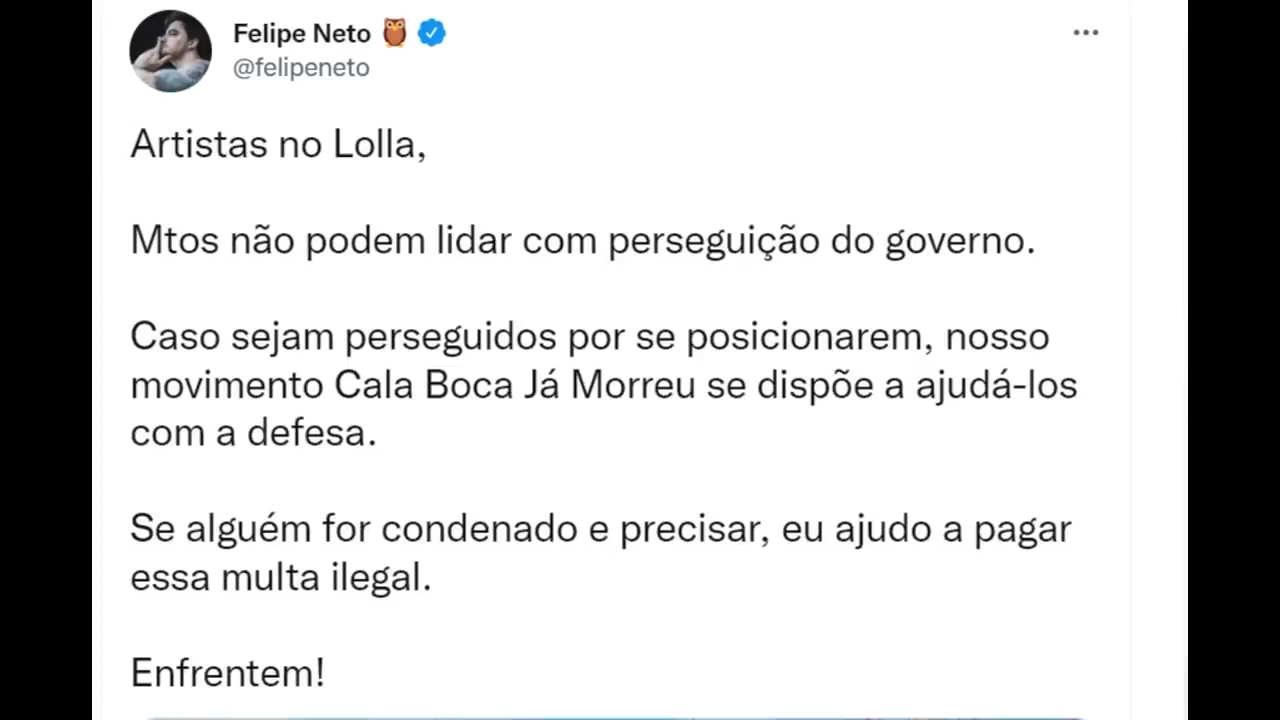 Felipe Neto 🦉
@felipeneto
Artistas no Lolla,
Mtos não podem lidar com perseguição do governo.
Caso sejam perseguidos por se posicionarem, nosso
movimento Cala Boca Já Morreu se dispõe a ajudá-los
com a defesa.
Se alguém for condenado e precisar, eu ajudo a pagar
essa multa ilegal.
Enfrentem!